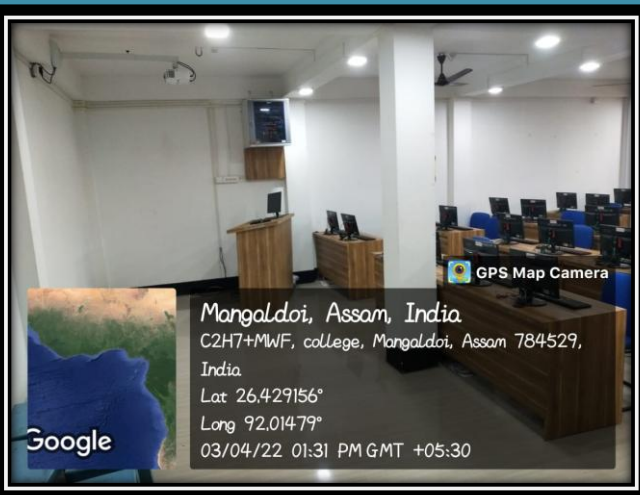 GPS Map Camera
Mangaldoi, Assam, India
C2H7+MWF, college, Mangaldoi, Assam 784529,
India
Lat 26.429156°
Long 92.01479°
03/04/22 01:31 PM GMT +05:30
Google